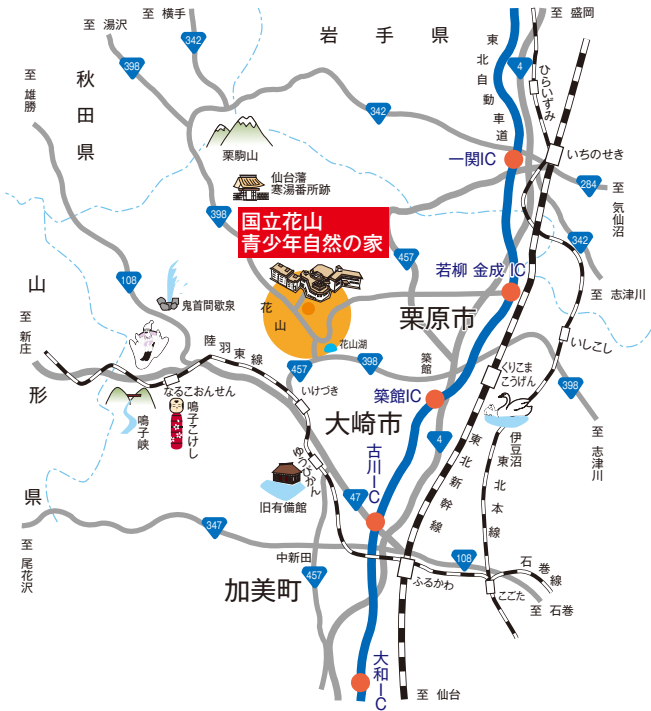 至 湯沢
至 横手
342
398
岩手県
至 盛岡
4
東北自動車道
ひらいずみ
至 雄勝
秋田県
342
栗駒山
一関IC
いちのせき
284
至 気仙沼
仙台藩
寒湯番所跡
398
国立花山
青少年自然の家
457
342
若柳 金成 IC
至 志津川
108
山形県
鬼首間歇泉
花山
栗原市
至 新庄
陸羽東線
花山湖
築館
いしこし
457
398
くりこま
こうげん
398
なるこおんせん
いけづき
築館IC
鳴子峡
鳴子こけし
大崎市
4
伊豆沼
至 志津川
古川IC
ゆうびかん
東北新幹線
東北本線
旧有備館
47
347
至 尾花沢
中新田
108
石巻線
加美町
457
ふるかわ
こごた
至 石巻
大和IC
至 仙台